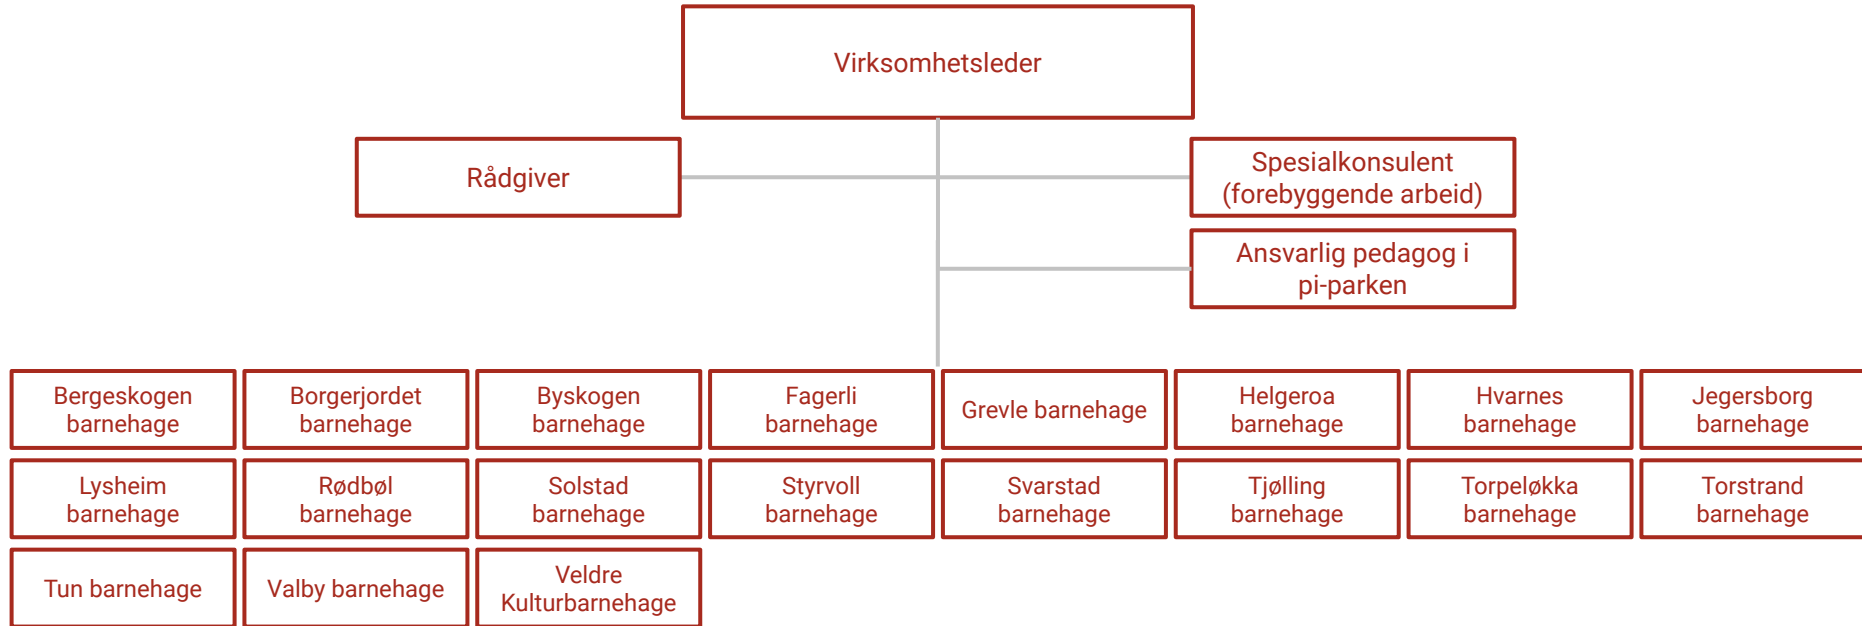 Virksomhetsleder
Rådgiver
Spesialkonsulent
(forebyggende arbeid)
Ansvarlig pedagog i
pi-parken
Bergeskogen
barnehage
Borgerjordet
barnehage
Byskogen
barnehage
Fagerli
barnehage
Grevle barnehage
Helgeroa
barnehage
Hvarnes
barnehage
Jegersborg
barnehage
Lysheim
barnehage
Rødbøl
barnehage
Solstad
barnehage
Styrvoll
barnehage
Svarstad
barnehage
Tjølling
barnehage
Torpeløkka
barnehage
Torstrand
barnehage
Tun barnehage
Valby barnehage
Veldre
Kulturbarnehage